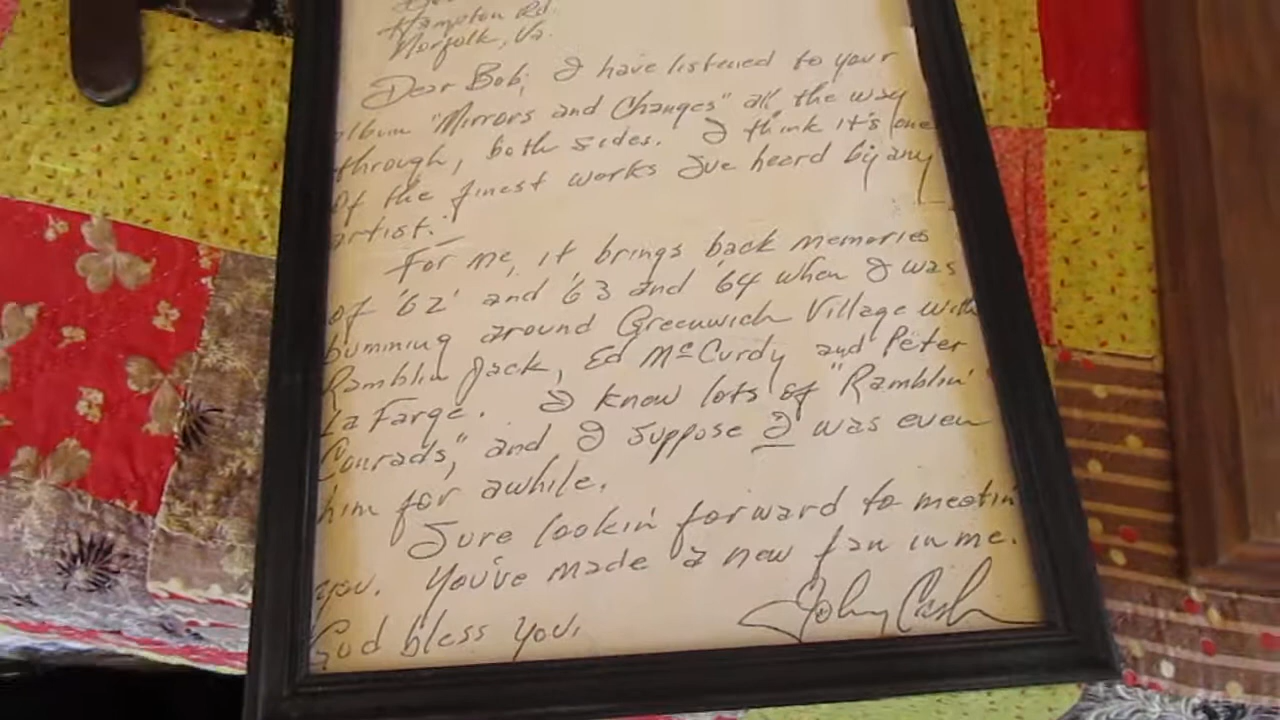 Hampton Rd.
Norfolk, Va.
Dear Bob; I have listened to your
album "Mirrors and Changes" all the way
through, both sides. I think it's one
Of the finest works I've heard by any
artist.
For me, it brings back memories
of '62' and '63 and '64 when I was
bumming around Greenwich Village with
Ramblin Jack, Ed McCurdy and Peter
La Farge. I know lots of "Ramblin'
Conrads," and I suppose I was even
him for awhile.
Sure lookin' forward to meetin'
you. You've made a new fan in me.
God bless you.
Johny Cash